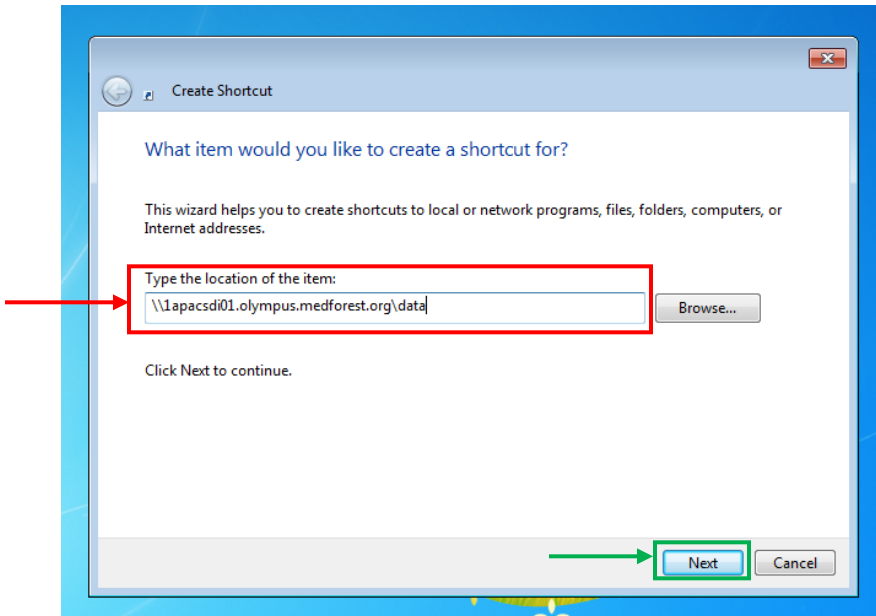 Create Shortcut
What item would you like to create a shortcut for?
This wizard helps you to create shortcuts to local or network programs, files, folders, computers, or
Internet addresses.
Type the location of the item:
\\1apacsdi01.olympus.medforest.org\data
Browse...
Click Next to continue.
Next
Cancel